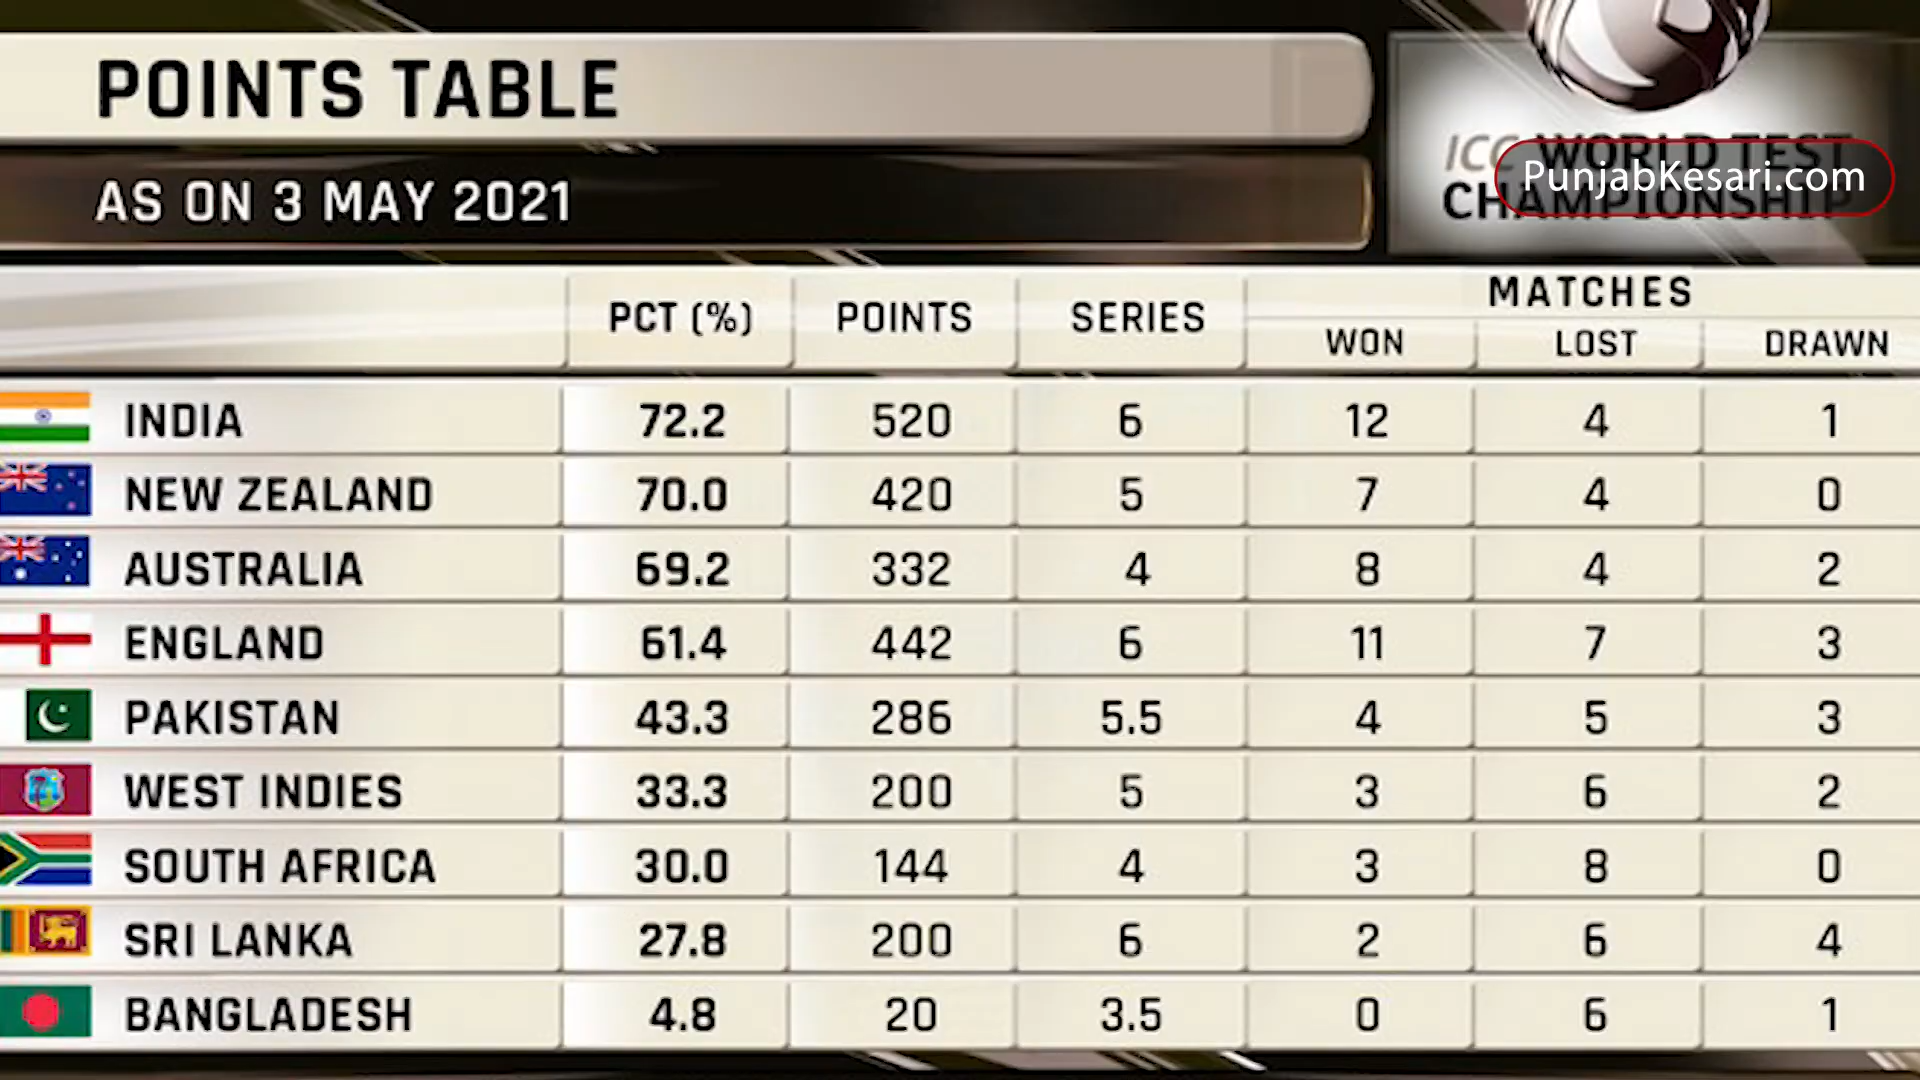 POINTS TABLE
AS ON 3 MAY 2021
ICC WORLD TEST
CHAMPIONSHIP
PunjabKesari.com
PCT (%) POINTS SERIES MATCHES
WON LOST DRAWN
INDIA 72.2 520 6 12 4 1
NEW ZEALAND 70.0 420 5 7 4 0
AUSTRALIA 69.2 332 4 8 4 2
ENGLAND 61.4 442 6 11 7 3
PAKISTAN 43.3 286 5.5 4 5 3
WEST INDIES 33.3 200 5 3 6 2
SOUTH AFRICA 30.0 144 4 3 8 0
SRI LANKA 27.8 200 6 2 6 4
BANGLADESH 4.8 20 3.5 0 6 1